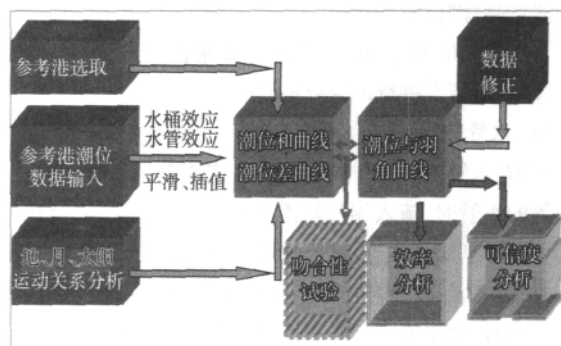 参考港选取
数据
修正
水桶效应
水管效应
参考港潮位
数据输入
平滑、插值
潮位和曲线
潮位差曲线
潮位与羽
角曲线
地、月、太阳
运动关系分析
吻合性
试验
效率
分析
可信度
分析